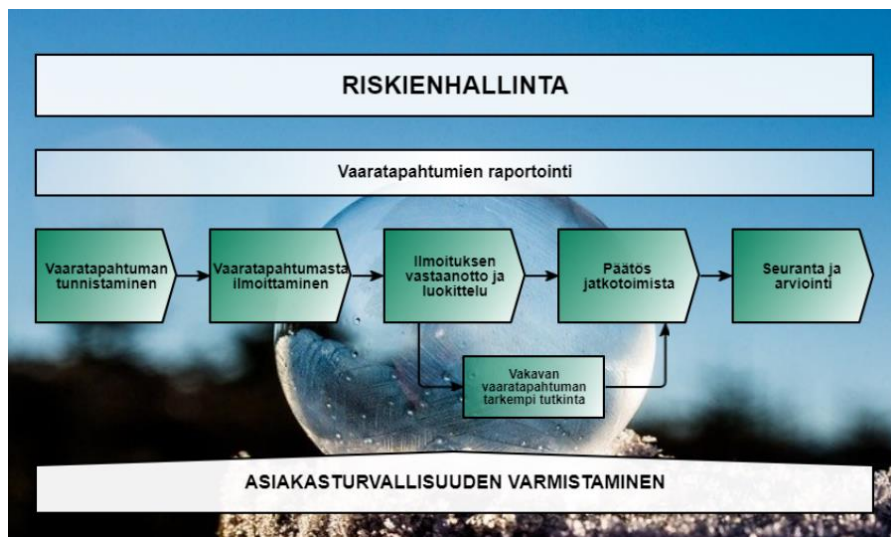 RISKIENHALLINTA
Vaaratapahtumien raportointi
Vaaratapahtuman
tunnistaminen
Vaaratapahtumasta
ilmoittaminen
Ilmoituksen
vastaanotto ja
luokittelu
Päätös
jatkotoimista
Seuranta ja
arviointi
Vakavan
vaaratapahtuman
tarkempi tutkinta
ASIAKASTURVALLISUUDEN VARMISTAMINEN